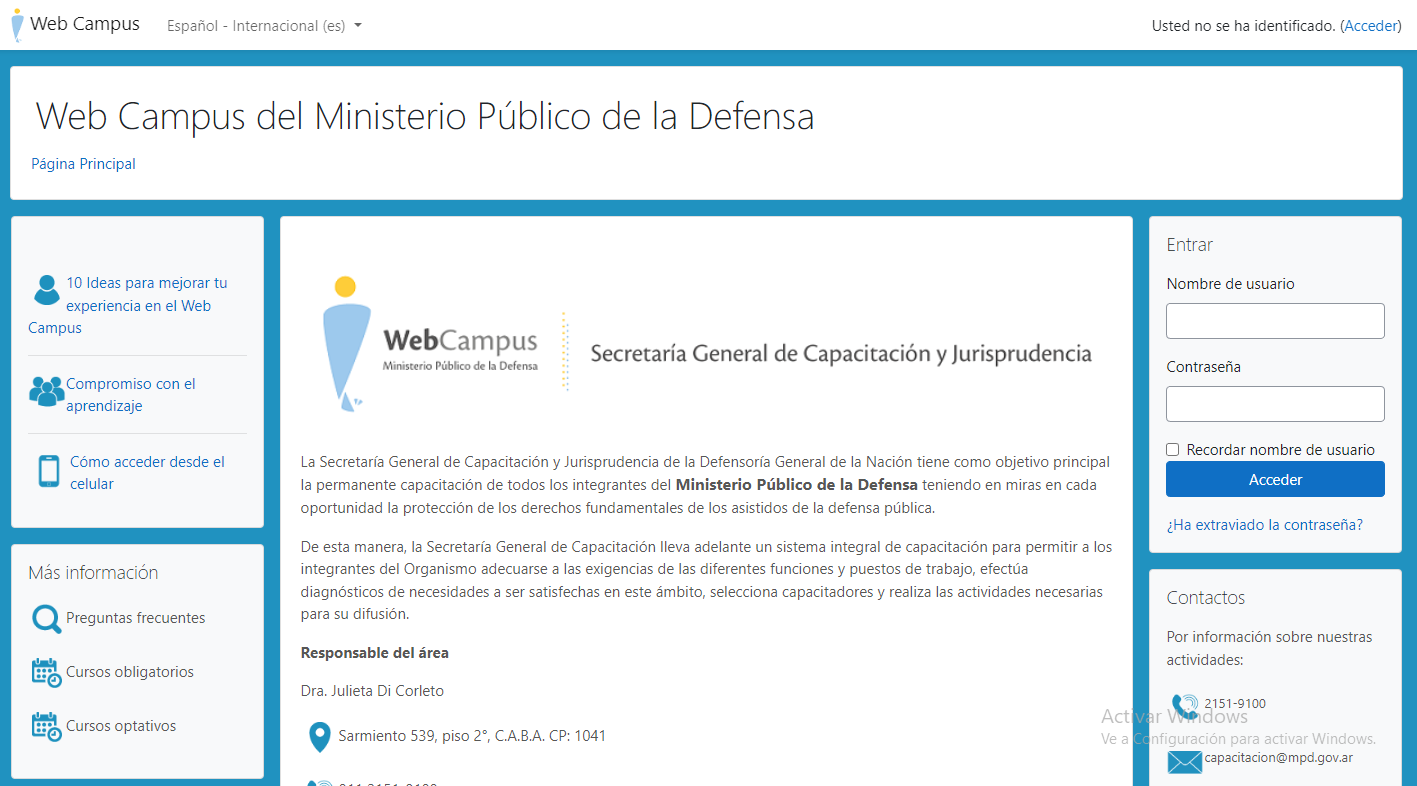 Web Campus
Español - Internacional (es)
Usted no se ha identificado. (Acceder)
Web Campus del Ministerio Público de la Defensa
Página Principal
10 Ideas para mejorar tu
experiencia en el Web
Campus
Compromiso con el
aprendizaje
Cómo acceder desde el
celular
Más información
Preguntas frecuentes
Cursos obligatorios
Cursos optativos
WebCampus
Ministerio Público de la Defensa
Secretaría General de Capacitación y Jurisprudencia
La Secretaría General de Capacitación y Jurisprudencia de la Defensoría General de la Nación tiene como objetivo principal
la permanente capacitación de todos los integrantes del Ministerio Público de la Defensa teniendo en miras en cada
oportunidad la protección de los derechos fundamentales de los asistidos de la defensa pública.
De esta manera, la Secretaría General de Capacitación lleva adelante un sistema integral de capacitación para permitir a los
integrantes del Organismo adecuarse a las exigencias de las diferentes funciones y puestos de trabajo, efectúa
diagnósticos de necesidades a ser satisfechas en este ámbito, selecciona capacitadores y realiza las actividades necesarias
para su difusión.
Responsable del área
Dra. Julieta Di Corleto
Sarmiento 539, piso 2°, C.A.B.A. CP: 1041
Entrar
Nombre de usuario
Contraseña
Recordar nombre de usuario
Acceder
¿Ha extraviado la contraseña?
Contactos
Por información sobre nuestras
actividades:
2151-9100
Activar Windows
Ve a Configuración para activar Windows.
capacitacion@mpd.gov.ar